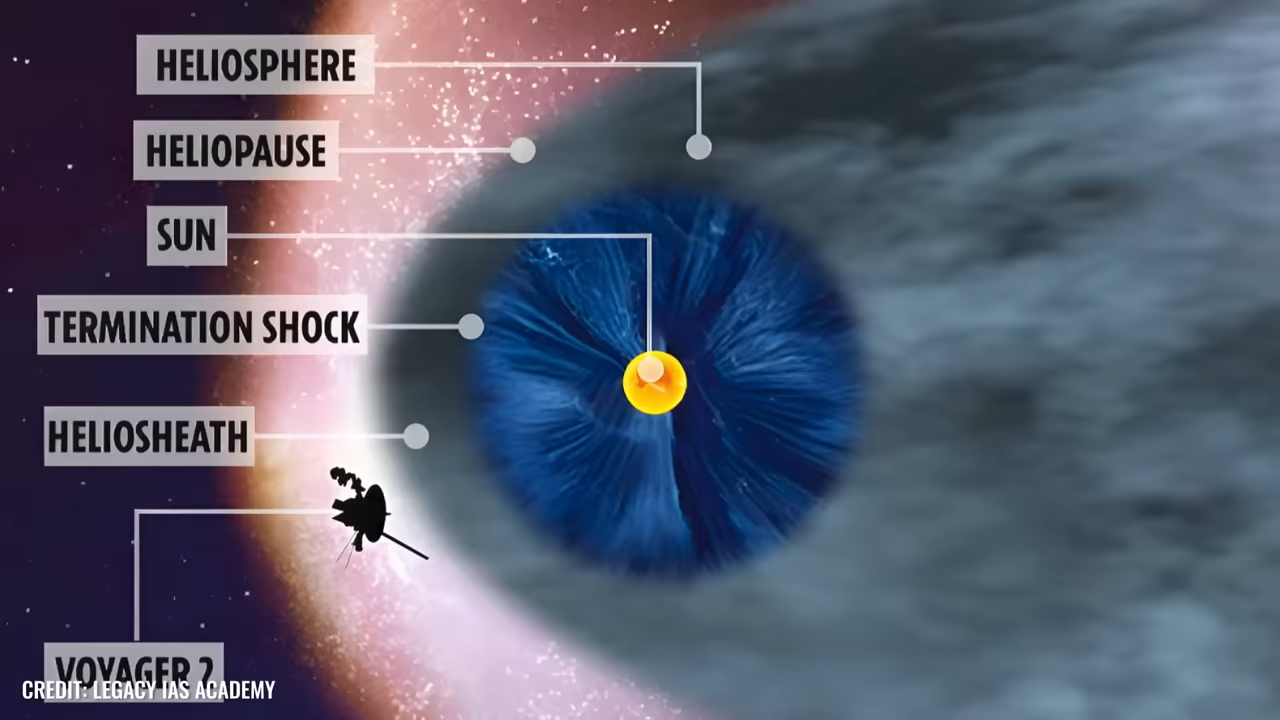 HELIOSPHERE
HELIOPAUSE
SUN
TERMINATION SHOCK
HELIOSHEATH
VOYAGER 2
CREDIT: LEGACY IAS ACADEMY